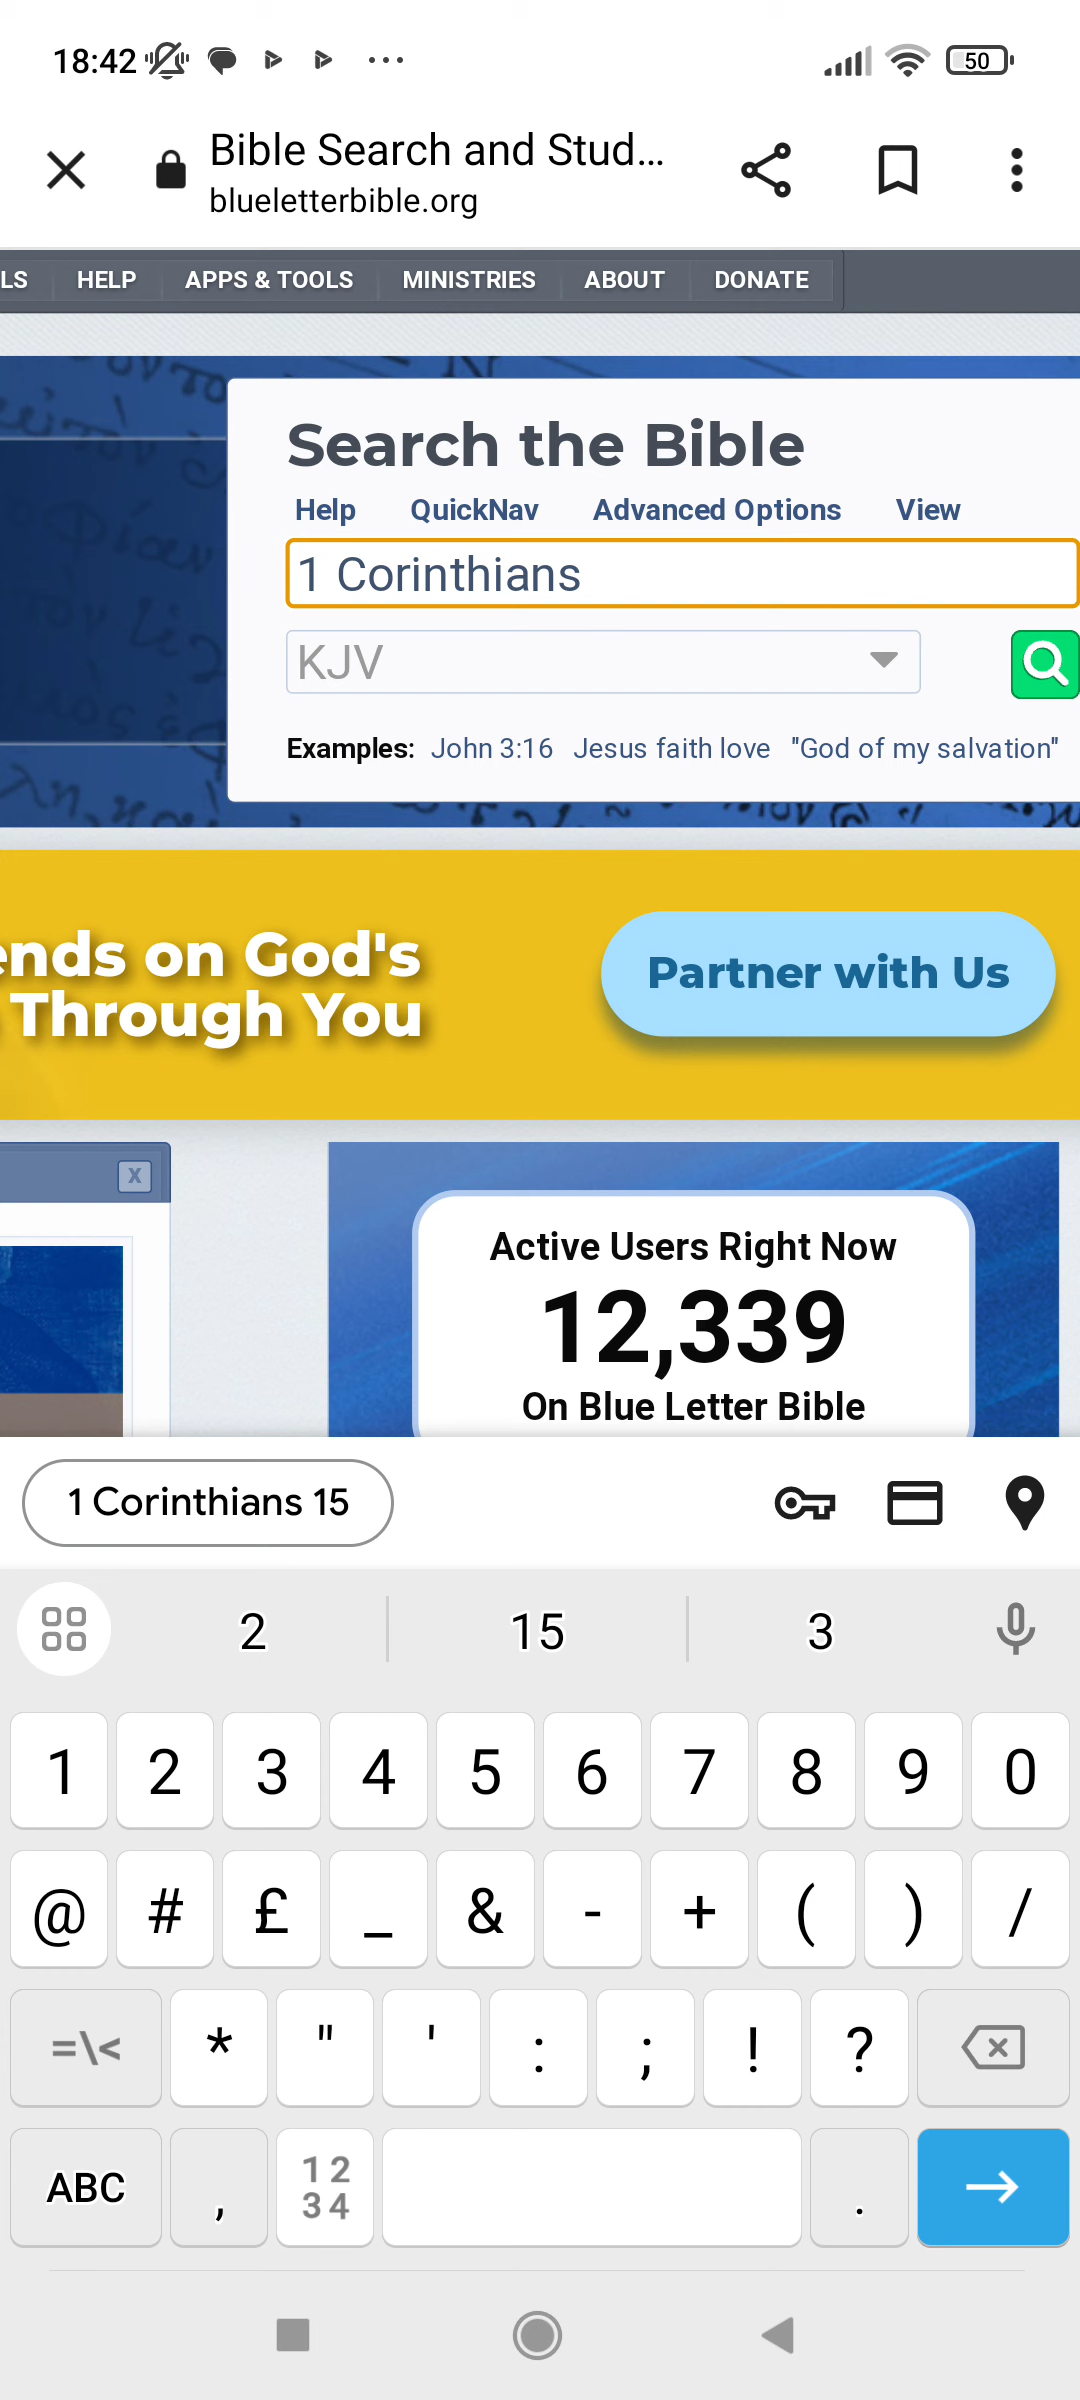 18:42
50
Bible Search and Stud...
blueletterbible.org
LS HELP APPS & TOOLS MINISTRIES ABOUT DONATE
Search the Bible
Help QuickNav Advanced Options View
1 Corinthians
KJV
Examples: John 3:16 Jesus faith love "God of my salvation"
ends on God's
Through You
Partner with Us
X
Active Users Right Now
12,339
On Blue Letter Bible
1 Corinthians 15
2 15 3
1 2 3 4 5 6 7 8 9 0
@ # £ _ & - + ( ) /
=\< * " ' : ; ! ?
ABC , 12 34 .